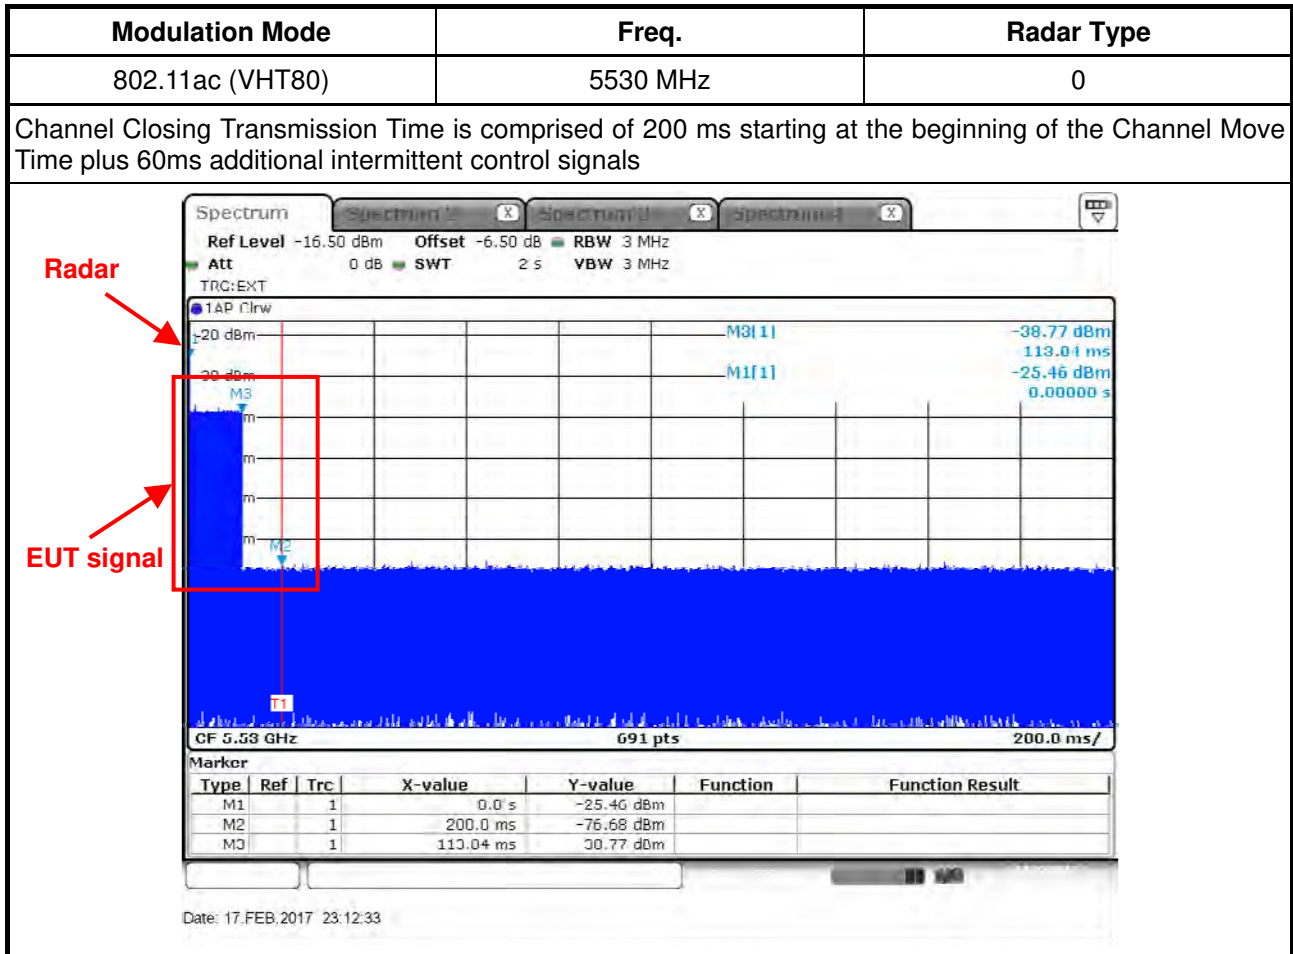 Modulation Mode Freq. Radar Type
802.11ac (VHT80) 5530 MHz 0
Channel Closing Transmission Time is comprised of 200 ms starting at the beginning of the Channel Move
Time plus 60ms additional intermittent control signals
Spectrum X X X
Ref Level -16.50 dBm Offset -6.50 dB RBW 3 MHz
Radar
Att 0 dB SWT 2 s VBW 3 MHz
TRG:EXT
1AP Clrw
-20 dBm M3[1] -38.77 dBm
113.04 ms
-30 dBm M1[1] -25.46 dBm
0.00000 s
M3
m
m
m
m
M2
EUT signal
T1
CF 5.53 GHz 691 pts 200.0 ms/
Marker
Type Ref Trc X-value Y-value Function Function Result
M1 1 0.0 s -25.46 dBm
M2 1 200.0 ms -76.68 dBm
M3 1 113.04 ms 38.77 dBm
Date: 17.FEB.2017 23:12:33